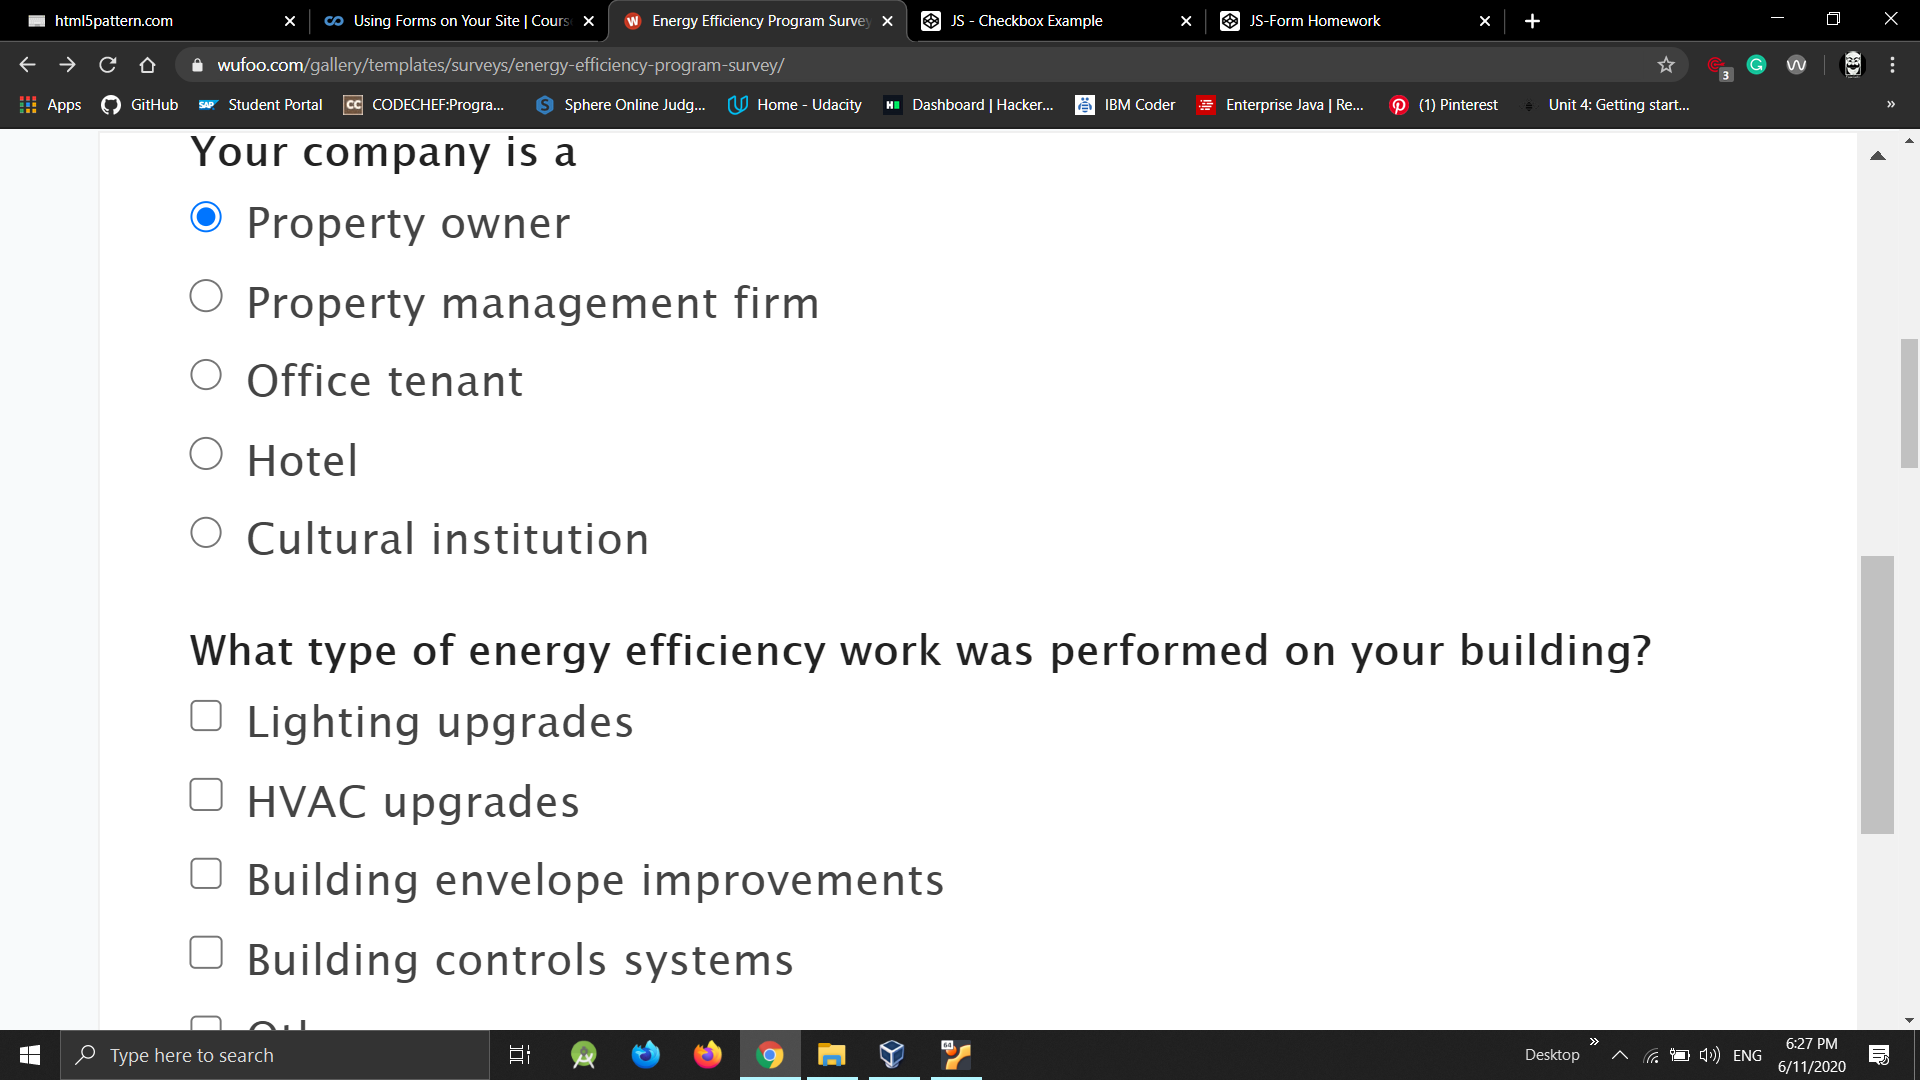 html5pattern.com
Using Forms on Your Site | Cours
Energy Efficiency Program Survey
JS - Checkbox Example
JS-Form Homework
wufoo.com/gallery/templates/surveys/energy-efficiency-program-survey/
3
Apps
GitHub
SAP
Student Portal
CC
CODECHEF:Progra...
Sphere Online Judg...
Home - Udacity
Dashboard | Hacker...
IBM Coder
Enterprise Java | Re...
(1) Pinterest
Unit 4: Getting start...
Your company is a
Property owner
Property management firm
Office tenant
Hotel
Cultural institution
What type of energy efficiency work was performed on your building?
Lighting upgrades
HVAC upgrades
Building envelope improvements
Building controls systems
Type here to search
64
Desktop
ENG
6:27 PM
6/11/2020